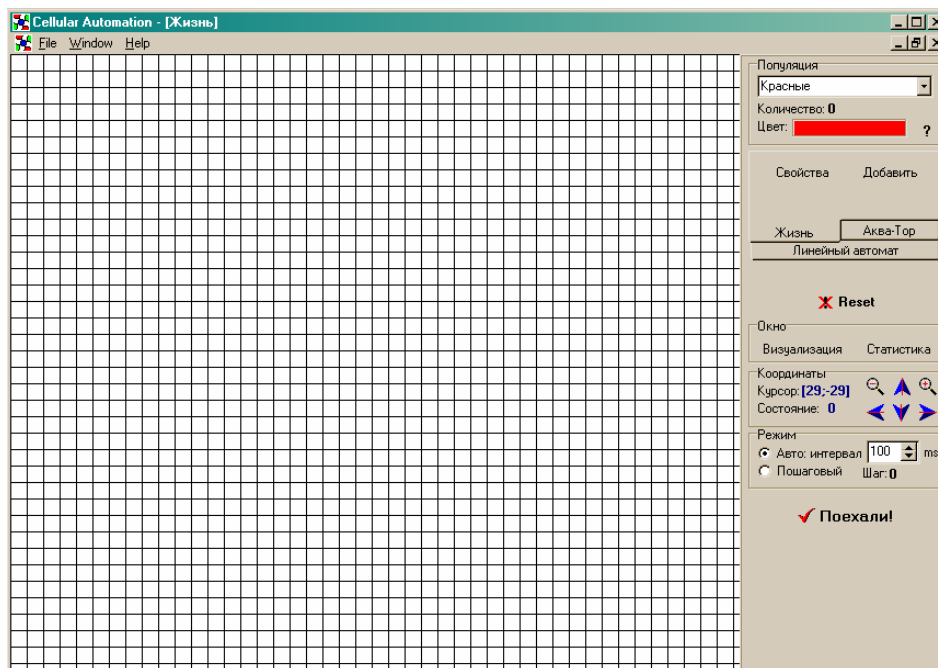 Cellular Automation - [Жизнь]
File Window Help
Популяция
Красные
Количество: 0
Цвет: ?
Свойства Добавить
Жизнь Аква-Тор
Линейный автомат
Reset
Окно
Визуализация Статистика
Координаты
Курсор:[29;-29]
Состояние: 0
Режим
Авто: интервал 100 ms
Пошаговый Шаг:0
Поехали!